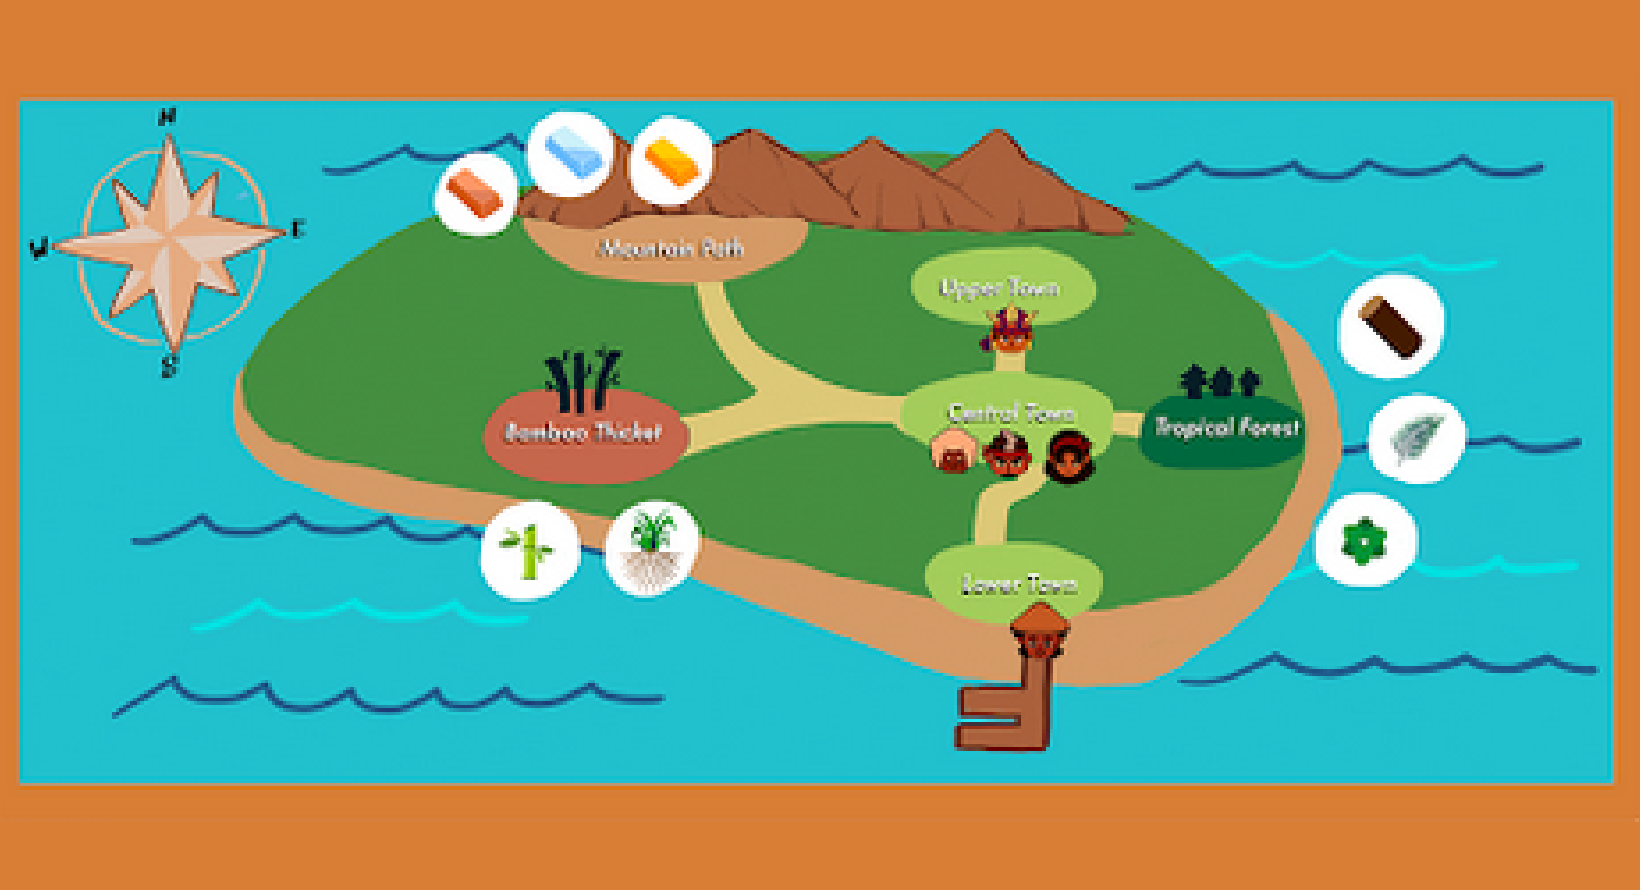 N
W
E
S
Mountain Path
Upper Town
Central Town
Tropical Forest
Bamboo Thicket
Lower Town